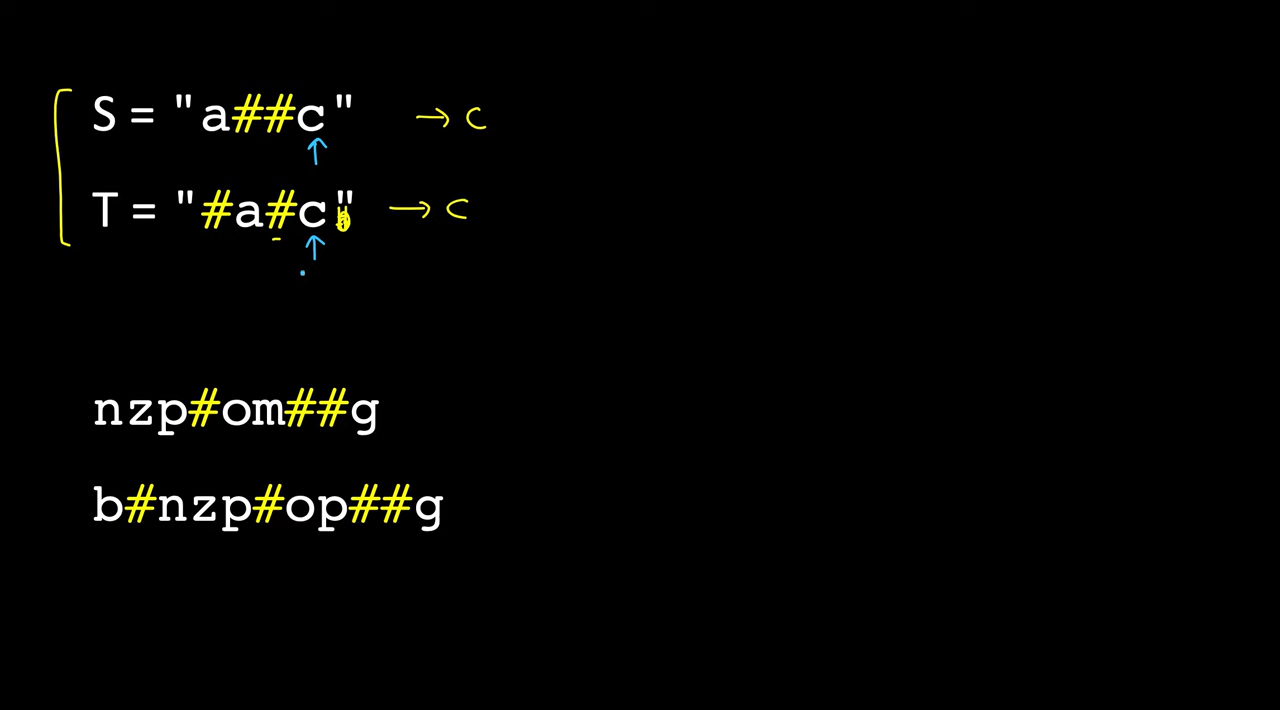 S = "a##c" → c
T = "#a#c" → c
nzp#om##g
b#nzp#op##g